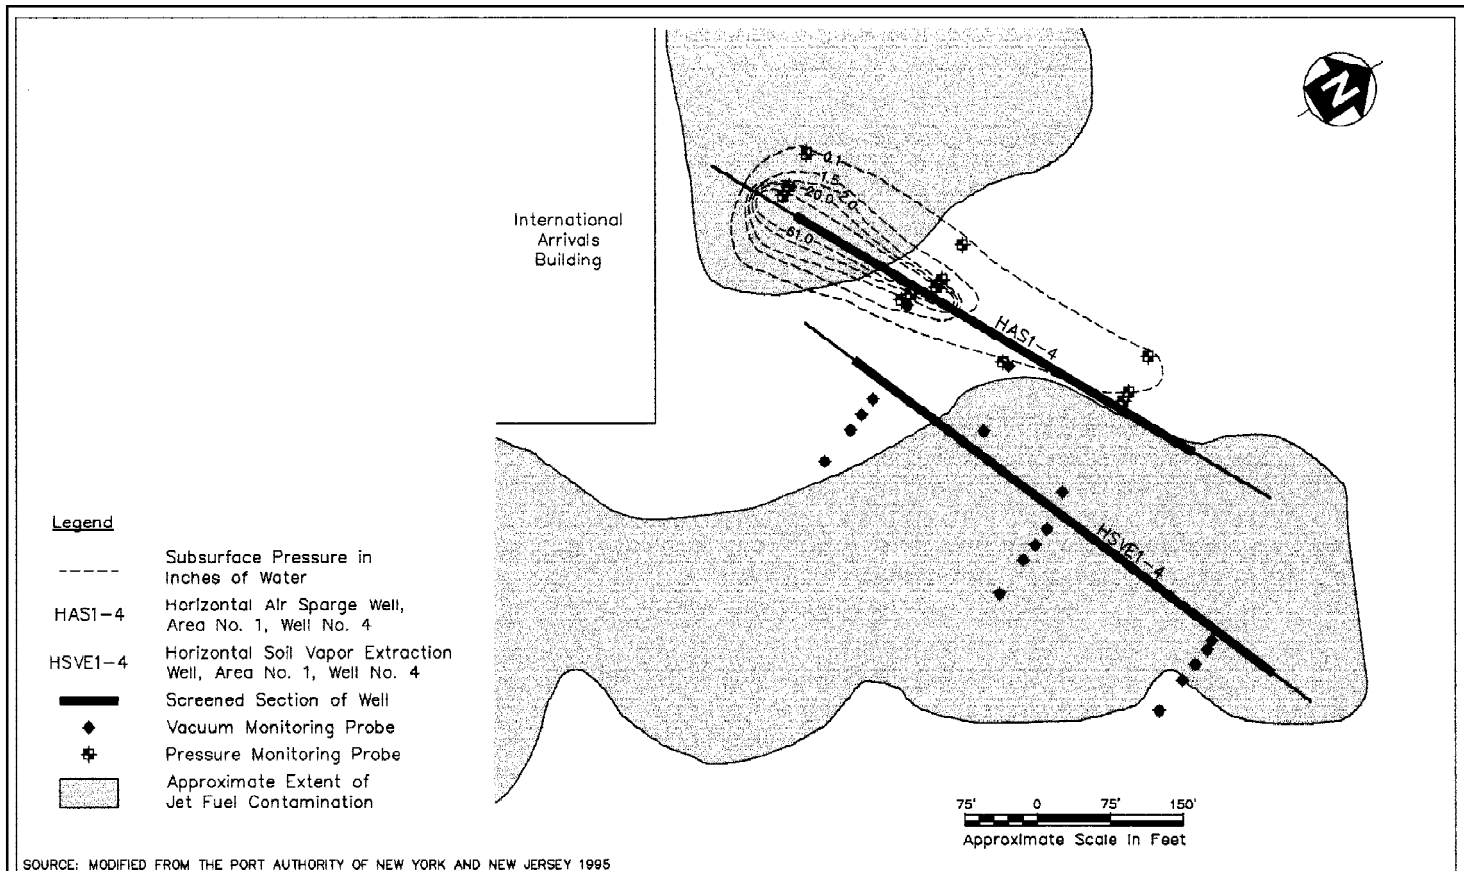 N
0.1
1.5
2.0
20.0
61.0
International
Arrivals
Building
HAS1-4
HSVE1-4
Legend
Subsurface Pressure in
Inches of Water
HAS1-4
Horizontal Air Sparge Well,
Area No. 1, Well No. 4
HSVE1-4
Horizontal Soil Vapor Extraction
Well, Area No. 1, Well No. 4
Screened Section of Well
Vacuum Monitoring Probe
Pressure Monitoring Probe
Approximate Extent of
Jet Fuel Contamination
75' 0 75' 150'
Approximate Scale in Feet
SOURCE: MODIFIED FROM THE PORT AUTHORITY OF NEW YORK AND NEW JERSEY 1995